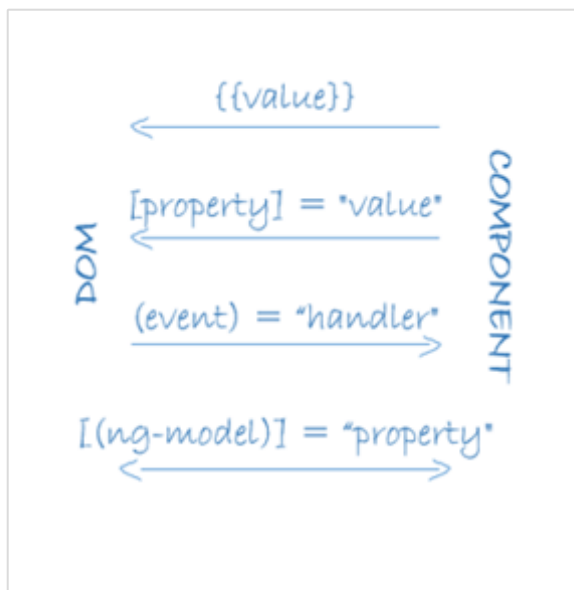 {{value}}
[property] = "value"
DOM
(event) = "handler"
[(ng-model)] = "property"
COMPONENT